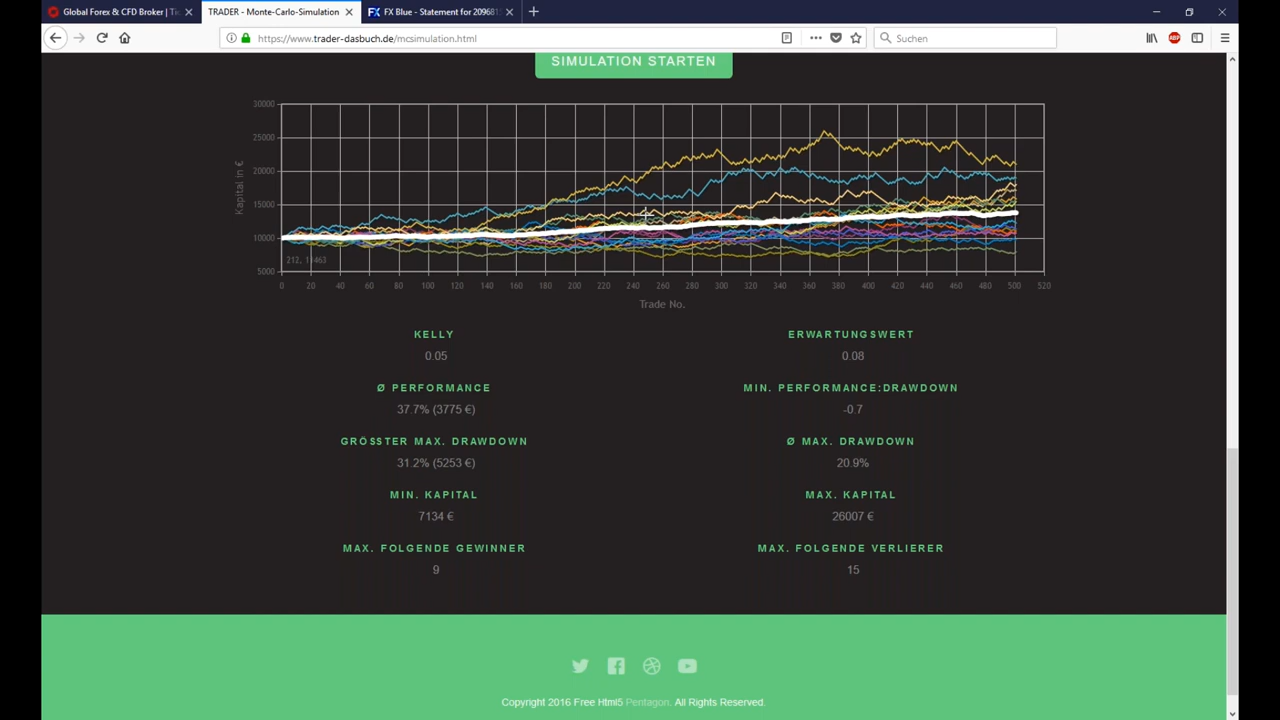 Global Forex & CFD Broker | Ti
TRADER - Monte-Carlo-Simulation
FX Blue - Statement for 209681
https://www.trader-dasbuch.de/mcsimulation.html
Suchen
ABP
SIMULATION STARTEN
30000
25000
20000
15000
10000
5000
Kapital in €
0 20 40 60 80 100 120 140 160 180 200 220 240 260 280 300 320 340 360 380 400 420 440 460 480 500 520
Trade No.
KELLY
0.05
ERWARTUNGSWERT
0.08
Ø PERFORMANCE
37.7% (3775 €)
MIN. PERFORMANCE:DRAWDOWN
-0.7
GRÖSSTER MAX. DRAWDOWN
31.2% (5253 €)
Ø MAX. DRAWDOWN
20.9%
MIN. KAPITAL
7134 €
MAX. KAPITAL
26007 €
MAX. FOLGENDE GEWINNER
9
MAX. FOLGENDE VERLIERER
15
Copyright 2016 Free Html5 Pentagon. All Rights Reserved.